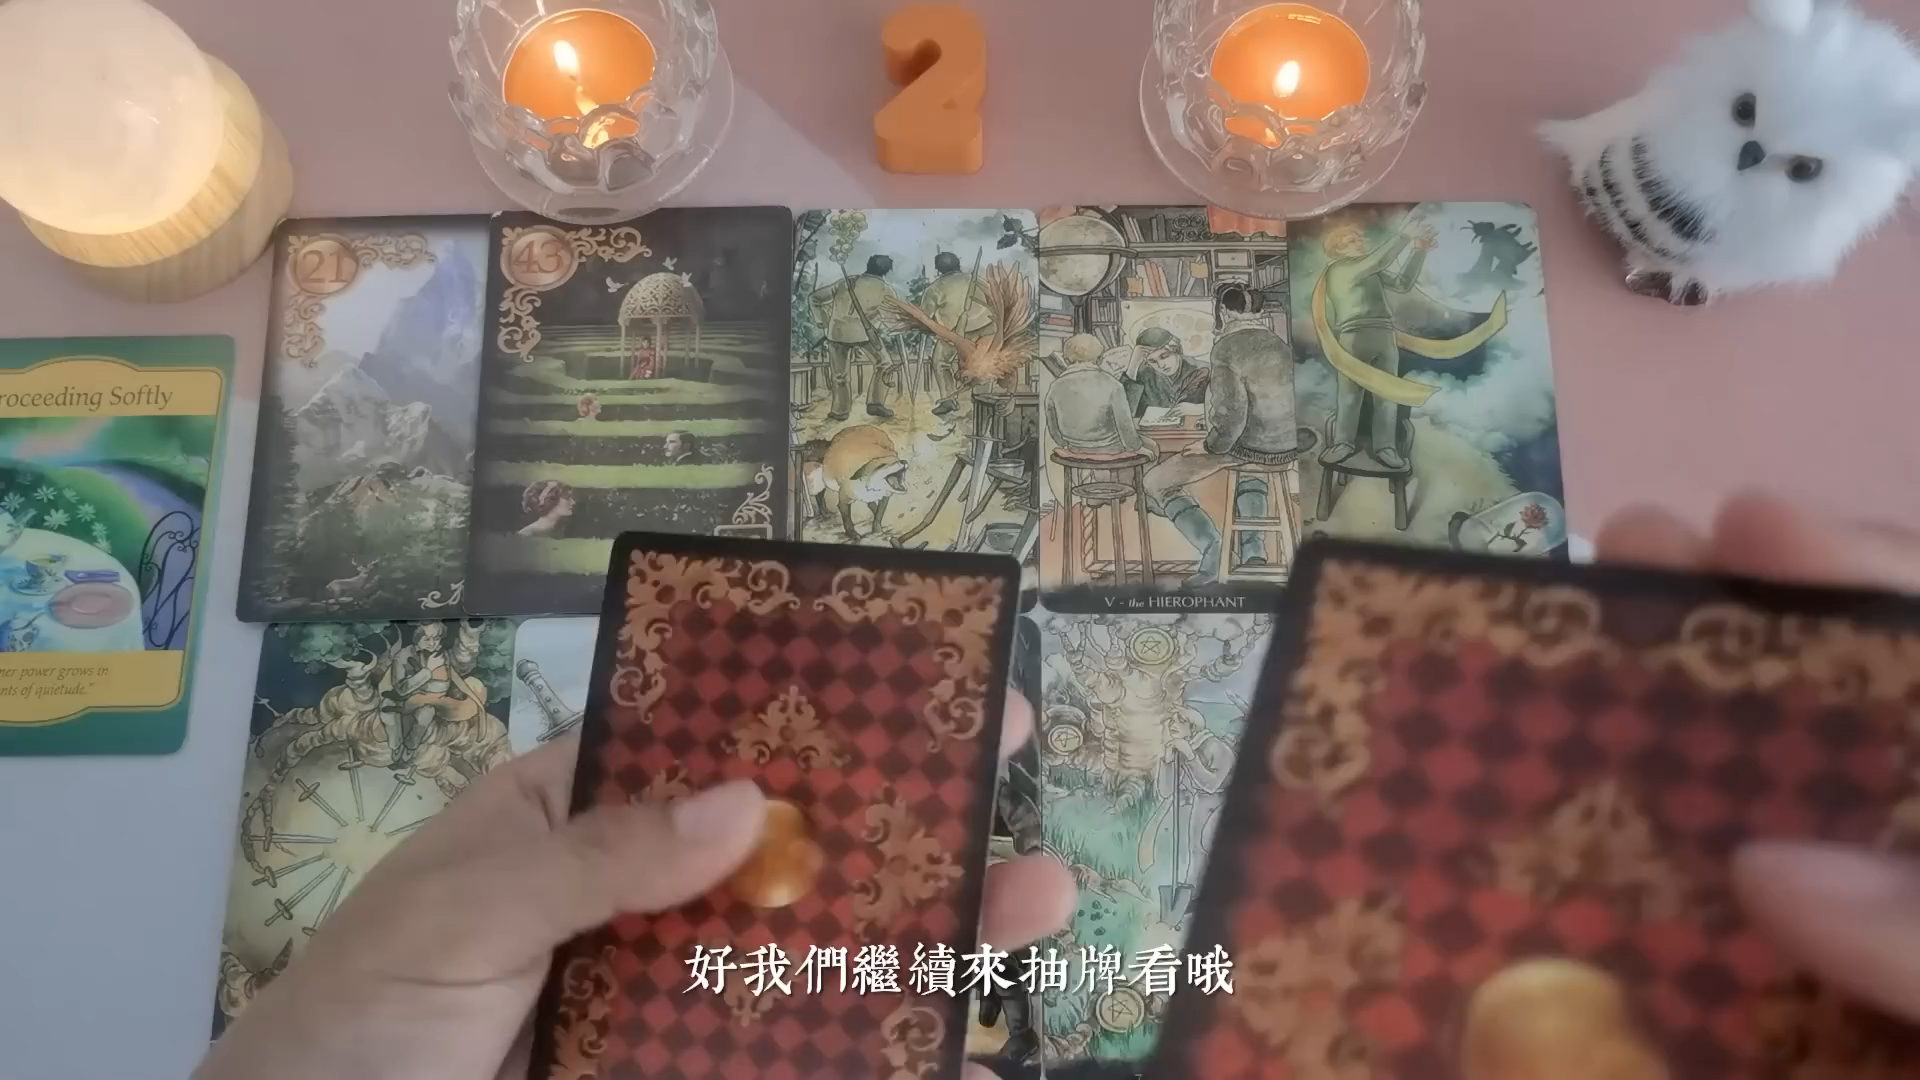 2
21
43
roceeding Softly
ner power grows in
nts of quietude."
V - the HIEROPHANT
好我們繼續來抽牌看哦